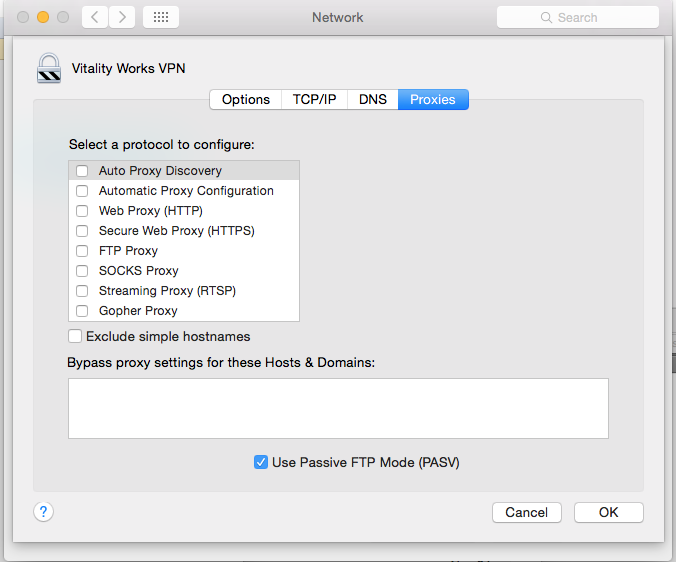 Network
Search
Vitality Works VPN
Options TCP/IP DNS Proxies
Select a protocol to configure:
Auto Proxy Discovery
Automatic Proxy Configuration
Web Proxy (HTTP)
Secure Web Proxy (HTTPS)
FTP Proxy
SOCKS Proxy
Streaming Proxy (RTSP)
Gopher Proxy
Exclude simple hostnames
Bypass proxy settings for these Hosts & Domains:
Use Passive FTP Mode (PASV)
? Cancel OK